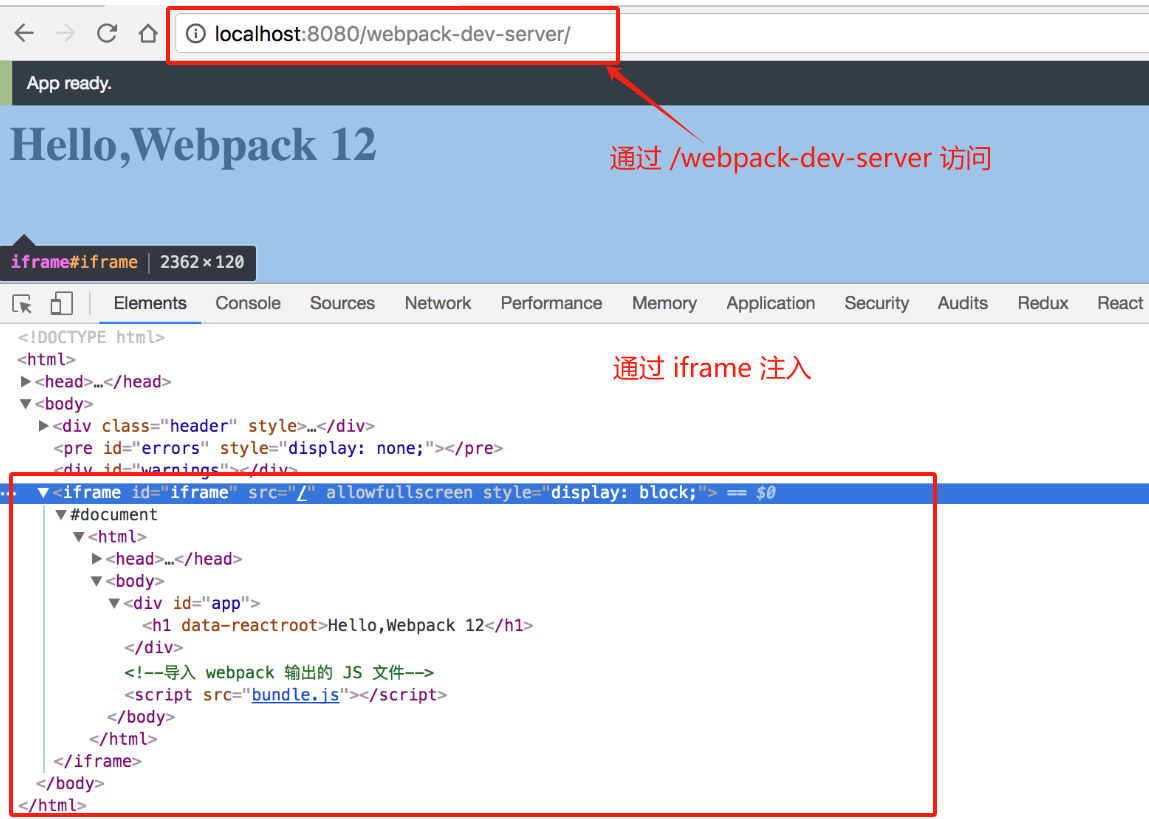 localhost:8080/webpack-dev-server/
App ready.
Hello,Webpack 12
通过 /webpack-dev-server 访问
iframe#iframe | 2362 × 120
Elements Console Sources Network Performance Memory Application Security Audits Redux React
<!DOCTYPE html>
通过 iframe 注入
<html>
▶<head>…</head>
▼<body>
▶<div class="header" style>…</div>
<pre id="errors" style="display: none;"></pre>
<div id="warnings"></div>
…▼<iframe id="iframe" src="/" allowfullscreen style="display: block;"> == $0
▼#document
▼<html>
▶<head>…</head>
▼<body>
▼<div id="app">
<h1 data-reactroot>Hello,Webpack 12</h1>
</div>
<!--导入 webpack 输出的 JS 文件-->
<script src="bundle.js"></script>
</body>
</html>
</iframe>
</body>
</html>